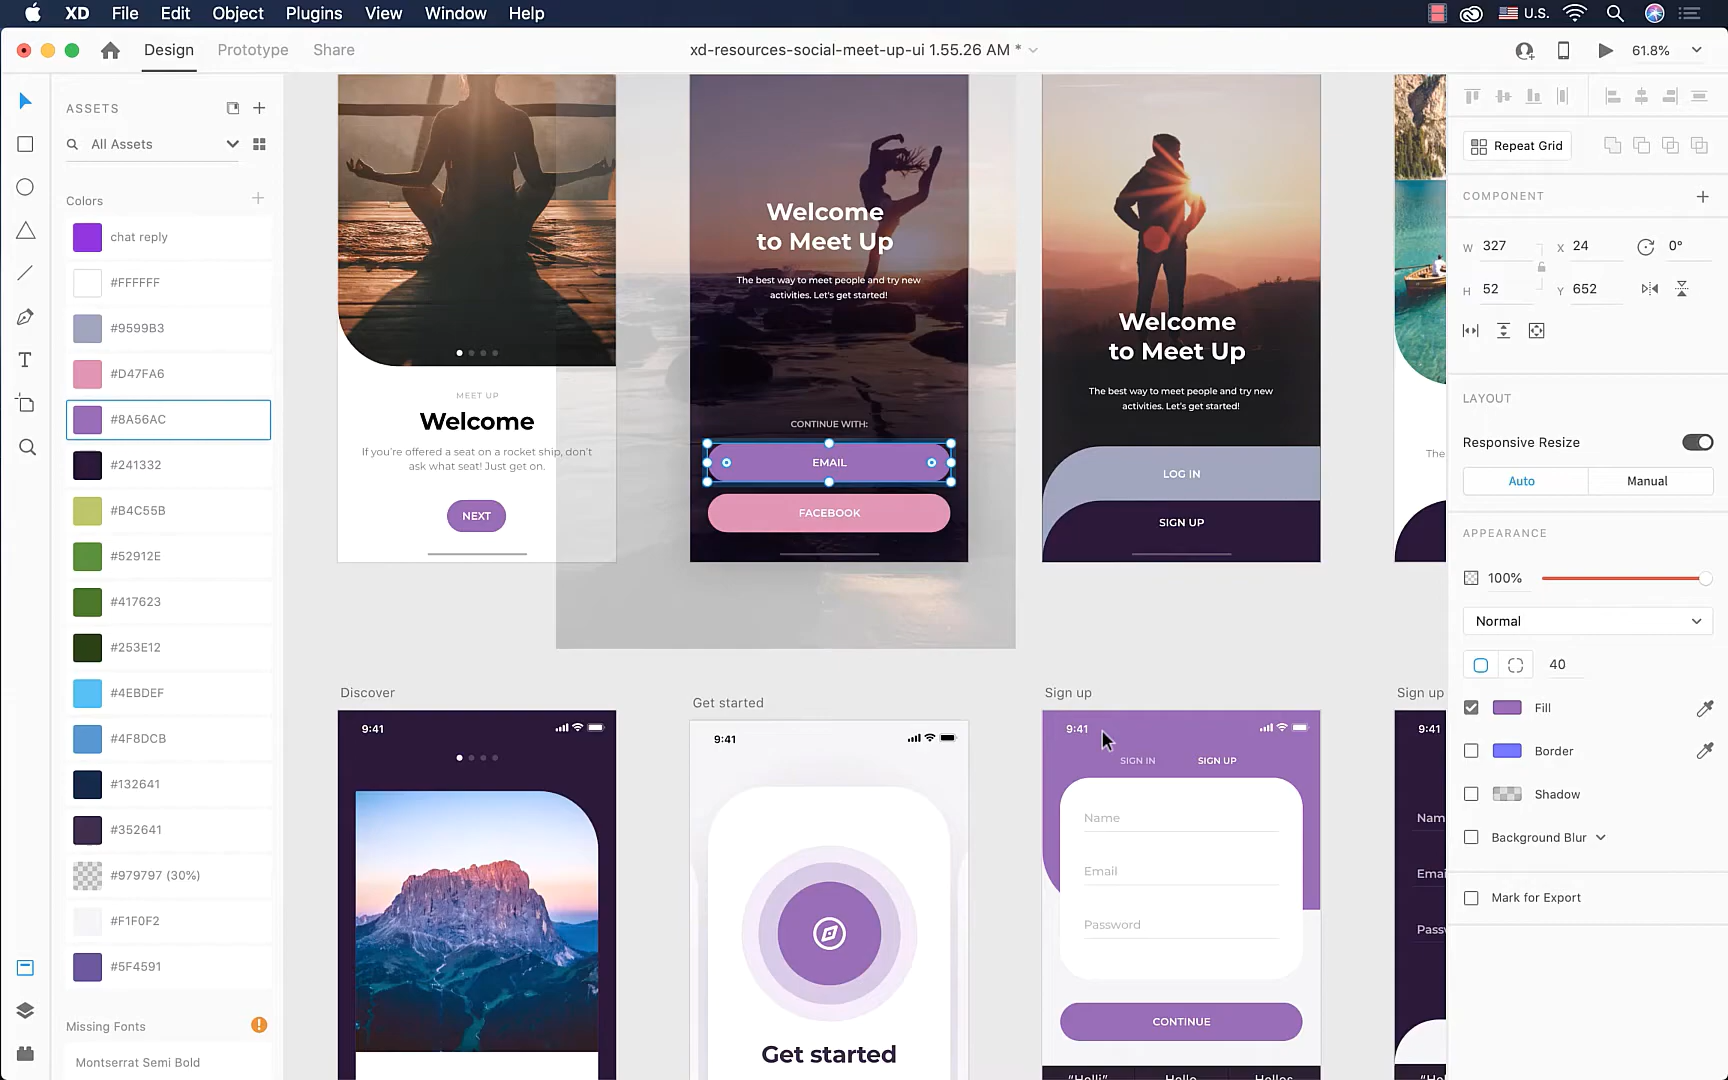 XD File Edit Object Plugins View Window Help
U.S.
Design Prototype Share
xd-resources-social-meet-up-ui 1.55.26 AM *
61.8%
ASSETS
All Assets
Colors
chat reply
#FFFFFF
#9599B3
#D47FA6
#8A56AC
#241332
#B4C55B
#52912E
#417623
#253E12
#4EBDEF
#4F8DCB
#132641
#352641
#979797 (30%)
#F1F0F2
#5F4591
Missing Fonts
Montserrat Semi Bold
MEET UP
Welcome
If you're offered a seat on a rocket ship, don't
ask what seat! Just get on.
NEXT
Welcome
to Meet Up
The best way to meet people and try new
activities. Let's get started!
CONTINUE WITH:
EMAIL
FACEBOOK
Welcome
to Meet Up
The best way to meet people and try new
activities. Let's get started!
LOG IN
SIGN UP
The
Discover
9:41
Get started
9:41
Get started
Sign up
9:41
SIGN IN SIGN UP
Name
Email
Password
CONTINUE
"Helli" Hello Hellos
Sign up
9:41
Nam
Emai
Passw
"Hel
Repeat Grid
COMPONENT
W 327 X 24 0°
H 52 Y 652
LAYOUT
Responsive Resize
Auto Manual
APPEARANCE
100%
Normal
40
Fill
Border
Shadow
Background Blur
Mark for Export